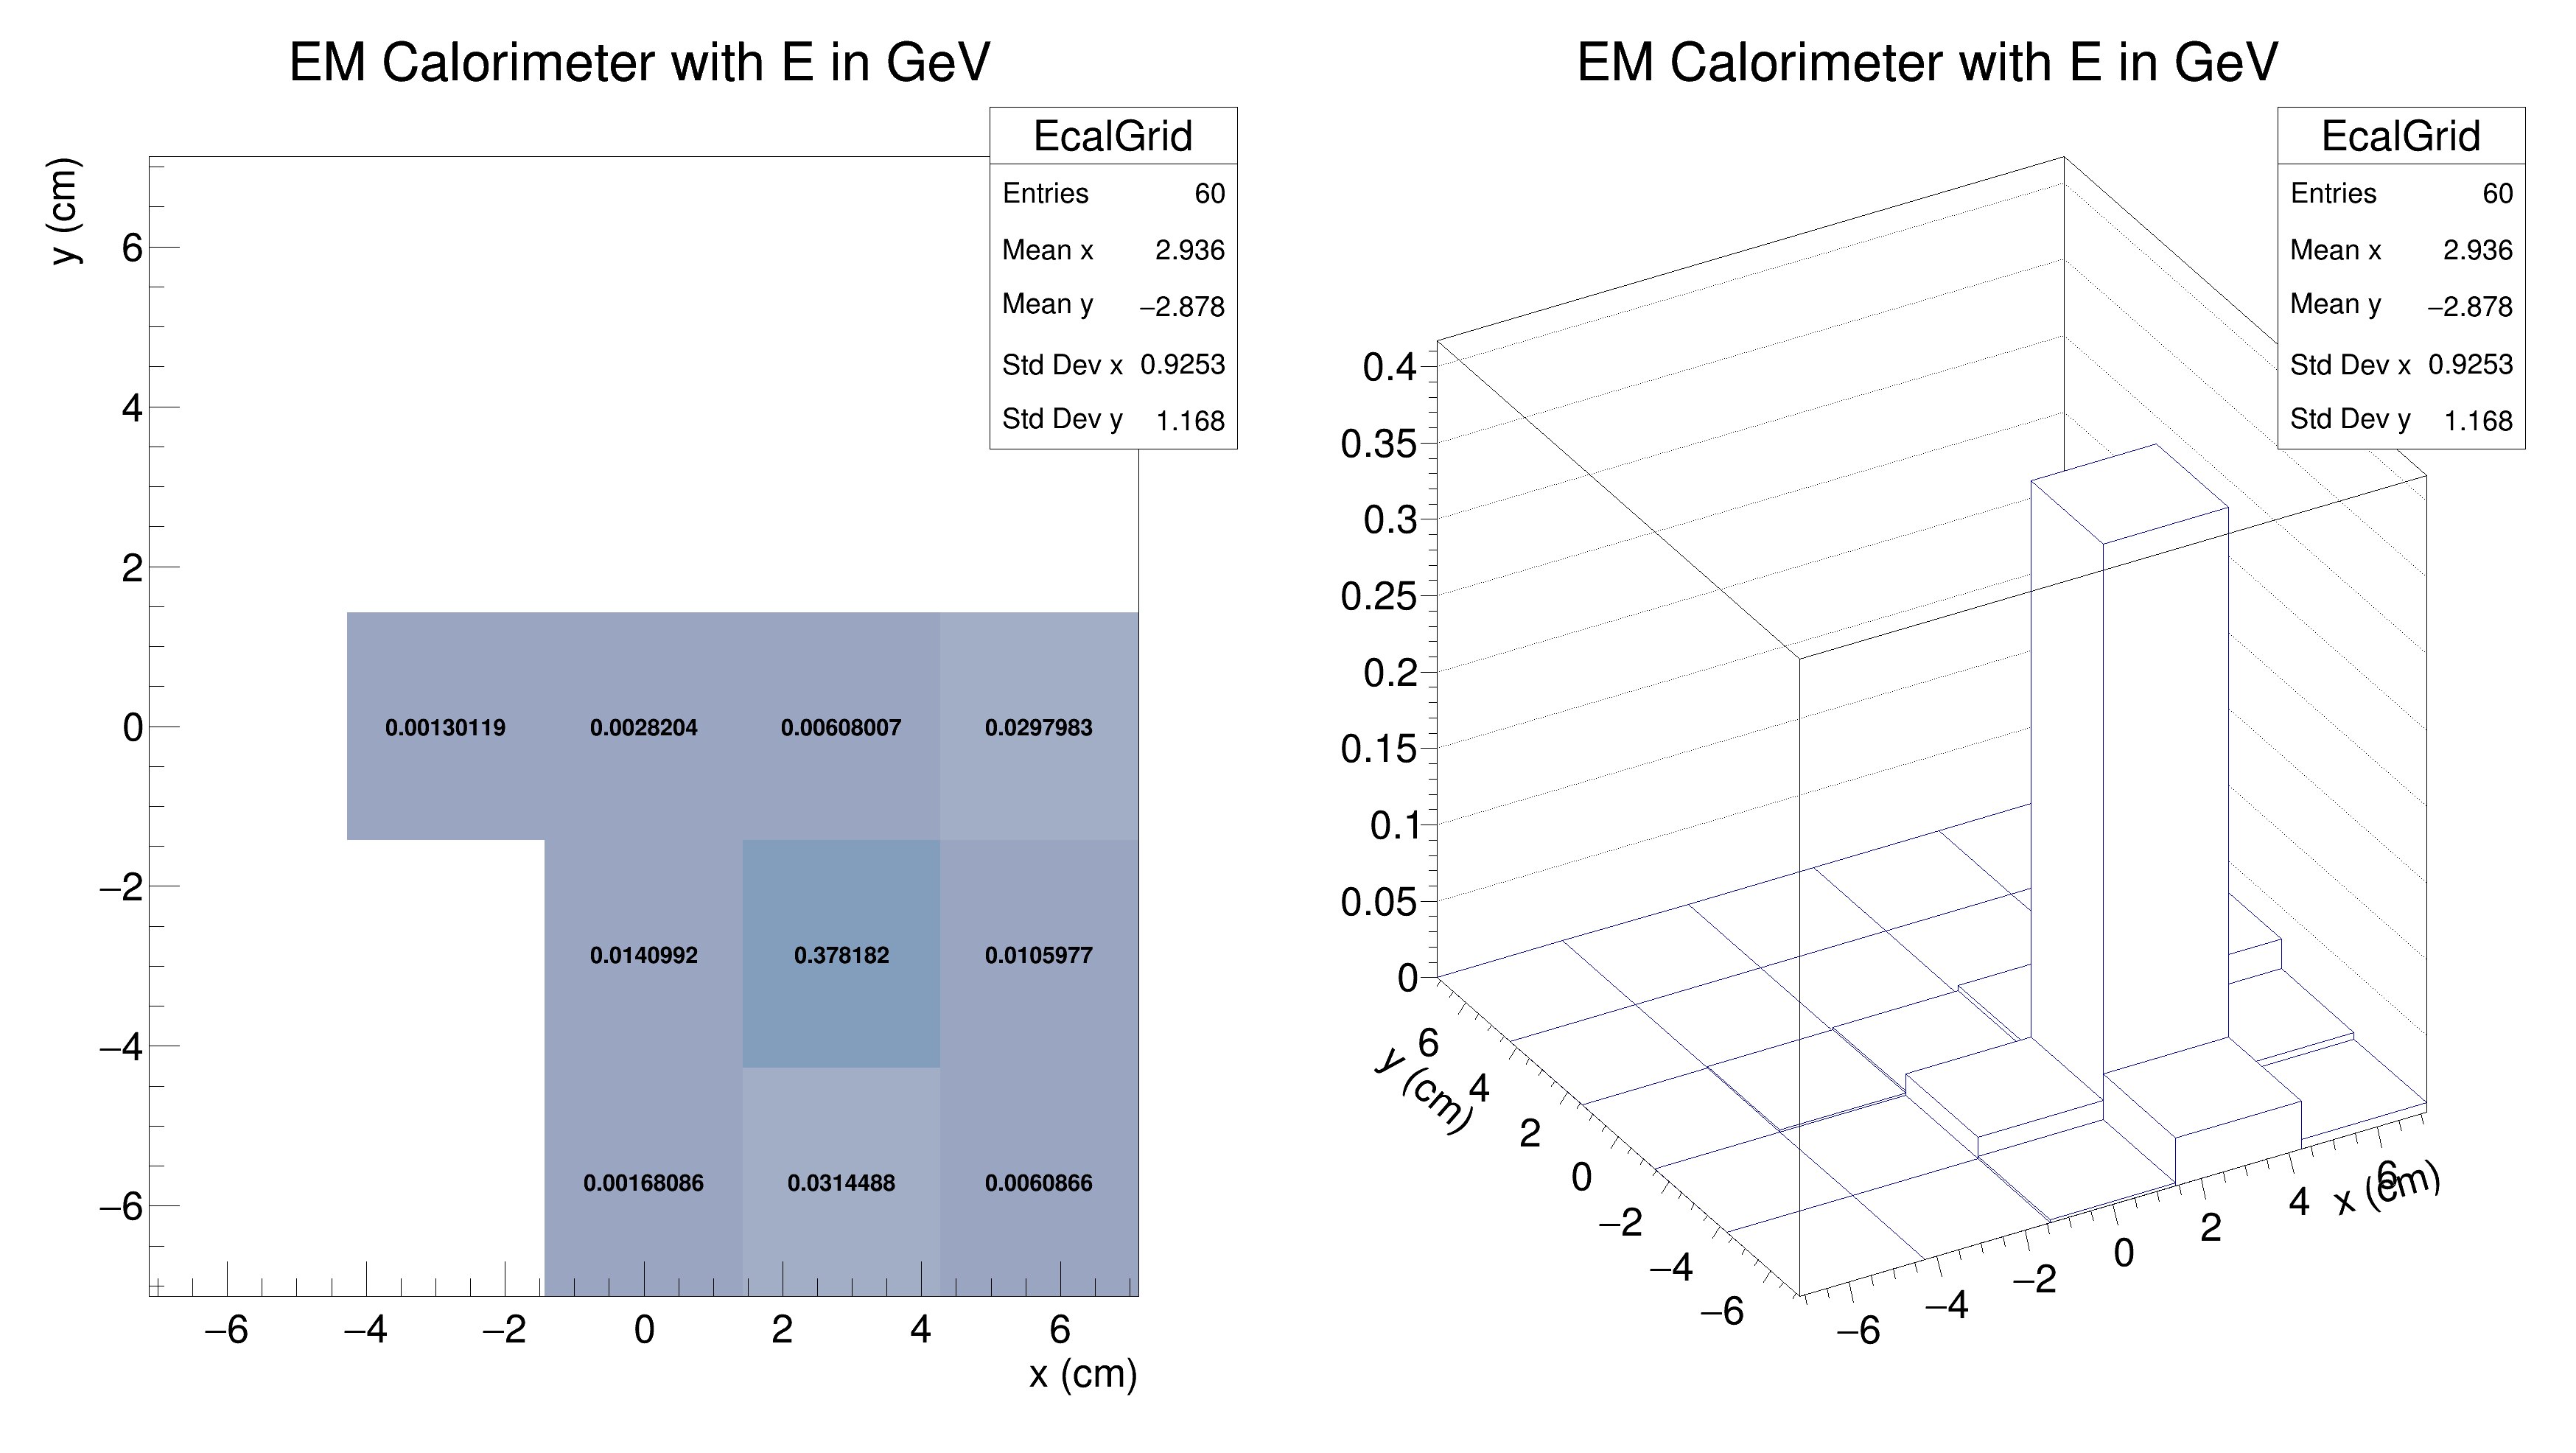 EM Calorimeter with E in GeV
EcalGrid
Entries 60
Mean x 2.936
Mean y −2.878
Std Dev x 0.9253
Std Dev y 1.168
y (cm)
6
4
2
0
−2
−4
−6
0.00130119 0.0028204 0.00608007 0.0297983
0.0140992 0.378182 0.0105977
0.00168086 0.0314488 0.0060866
−6 −4 −2 0 2 4 6
x (cm)
EM Calorimeter with E in GeV
EcalGrid
Entries 60
Mean x 2.936
Mean y −2.878
Std Dev x 0.9253
Std Dev y 1.168
0.4
0.35
0.3
0.25
0.2
0.15
0.1
0.05
0
y (cm)
6
4
2
0
−2
−4
−6
−6
−4
−2
0
2
4
6
x (cm)